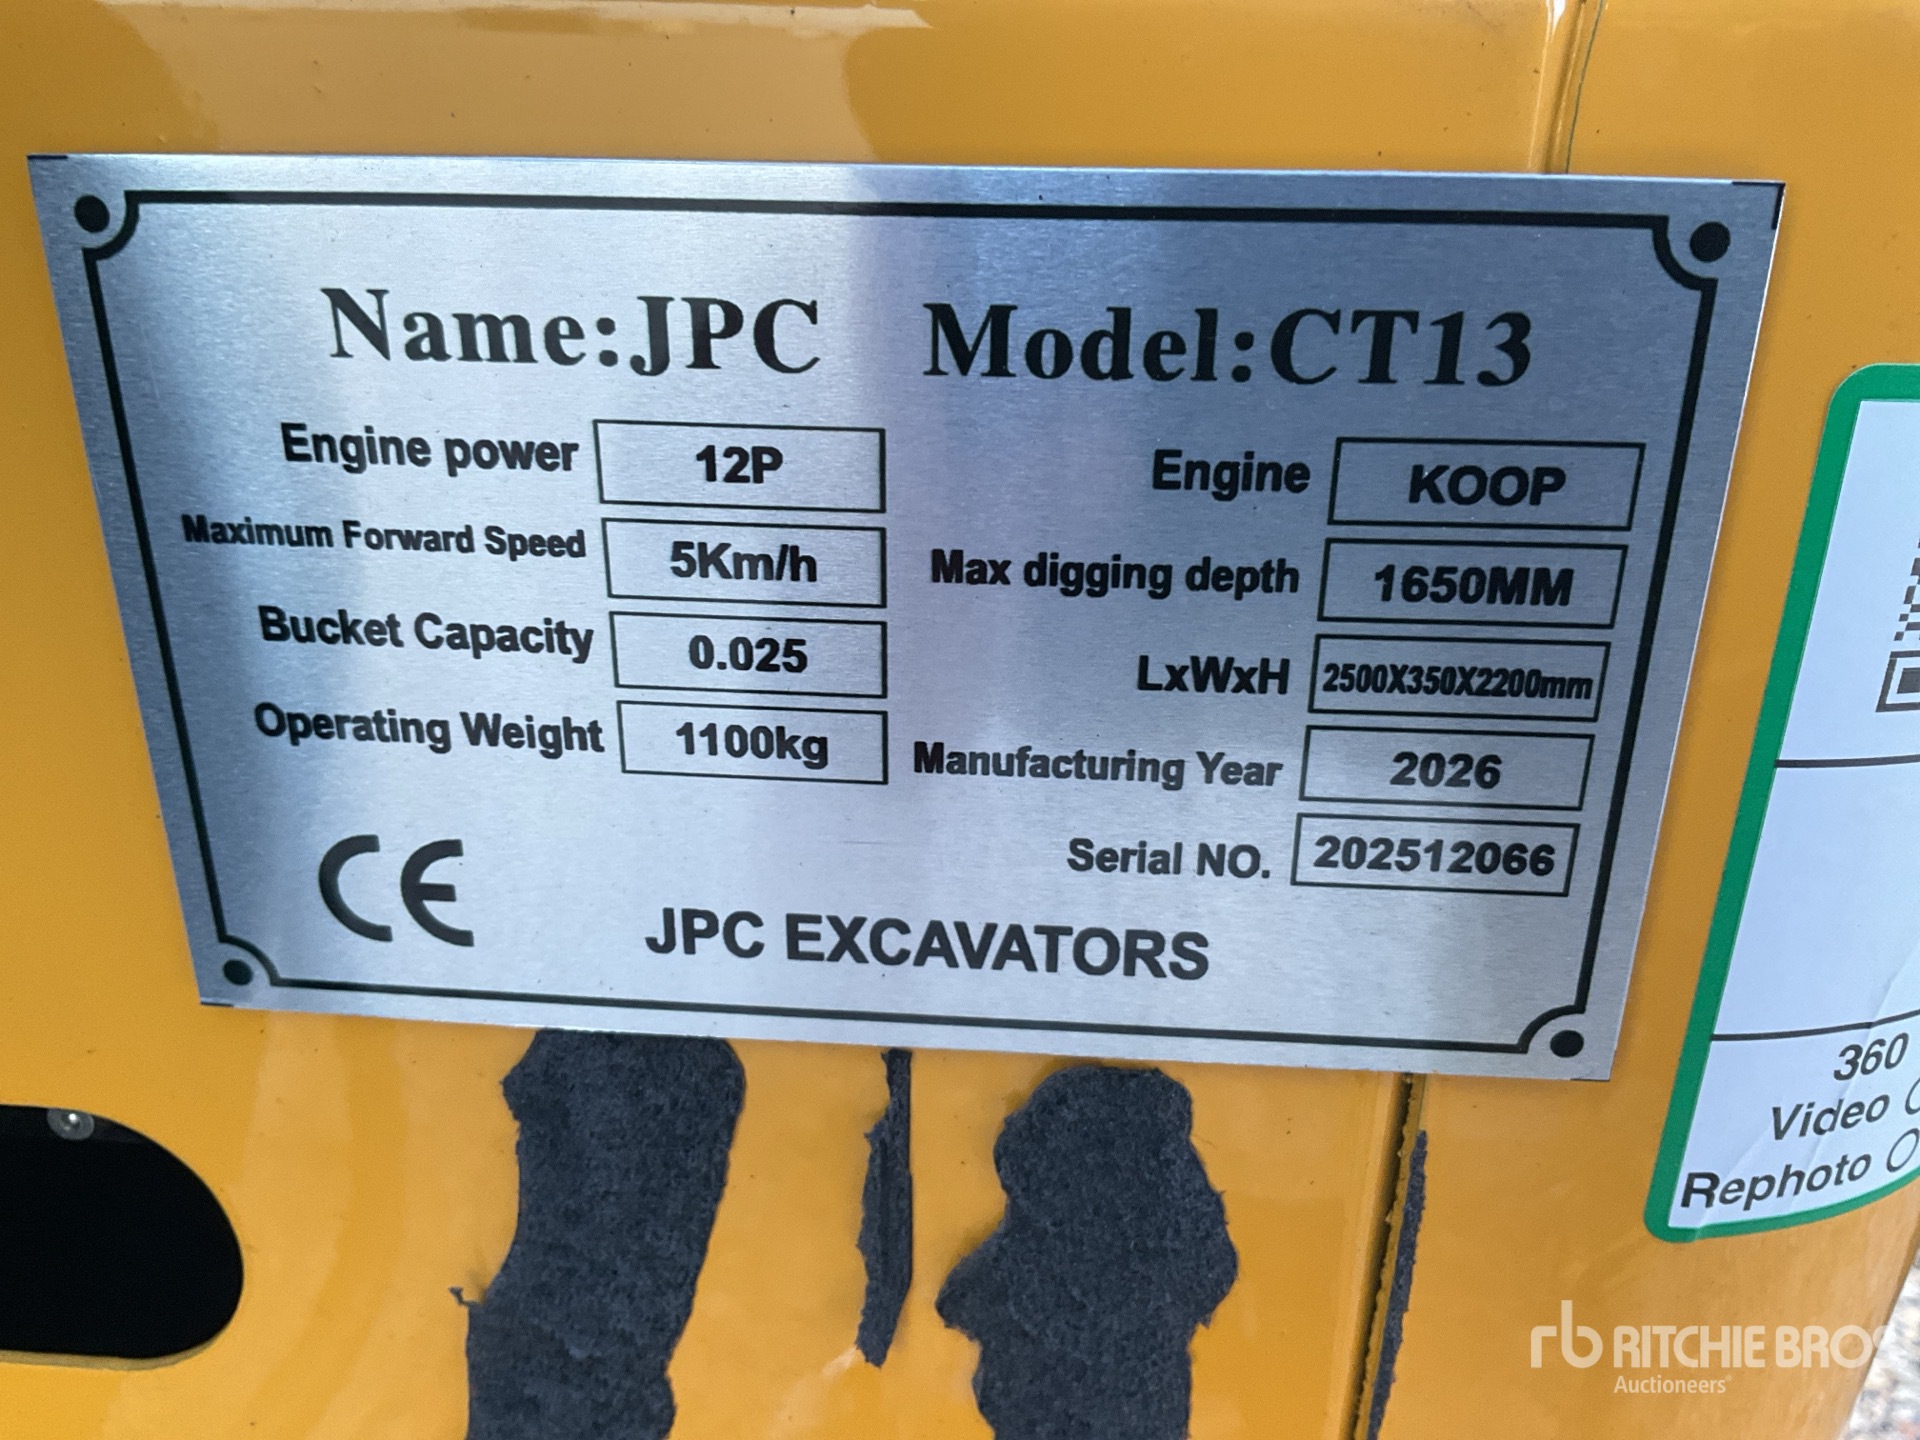 Name:JPC Model:CT13
Engine power 12P Engine KOOP
Maximum Forward Speed 5Km/h Max digging depth 1650MM
Bucket Capacity 0.025 LxWxH 2500X350X2200mm
Operating Weight 1100kg Manufacturing Year 2026
Serial NO. 202512066
CE
JPC EXCAVATORS
360
Video
Rephoto
rb RITCHIE BROS
Auctioneers